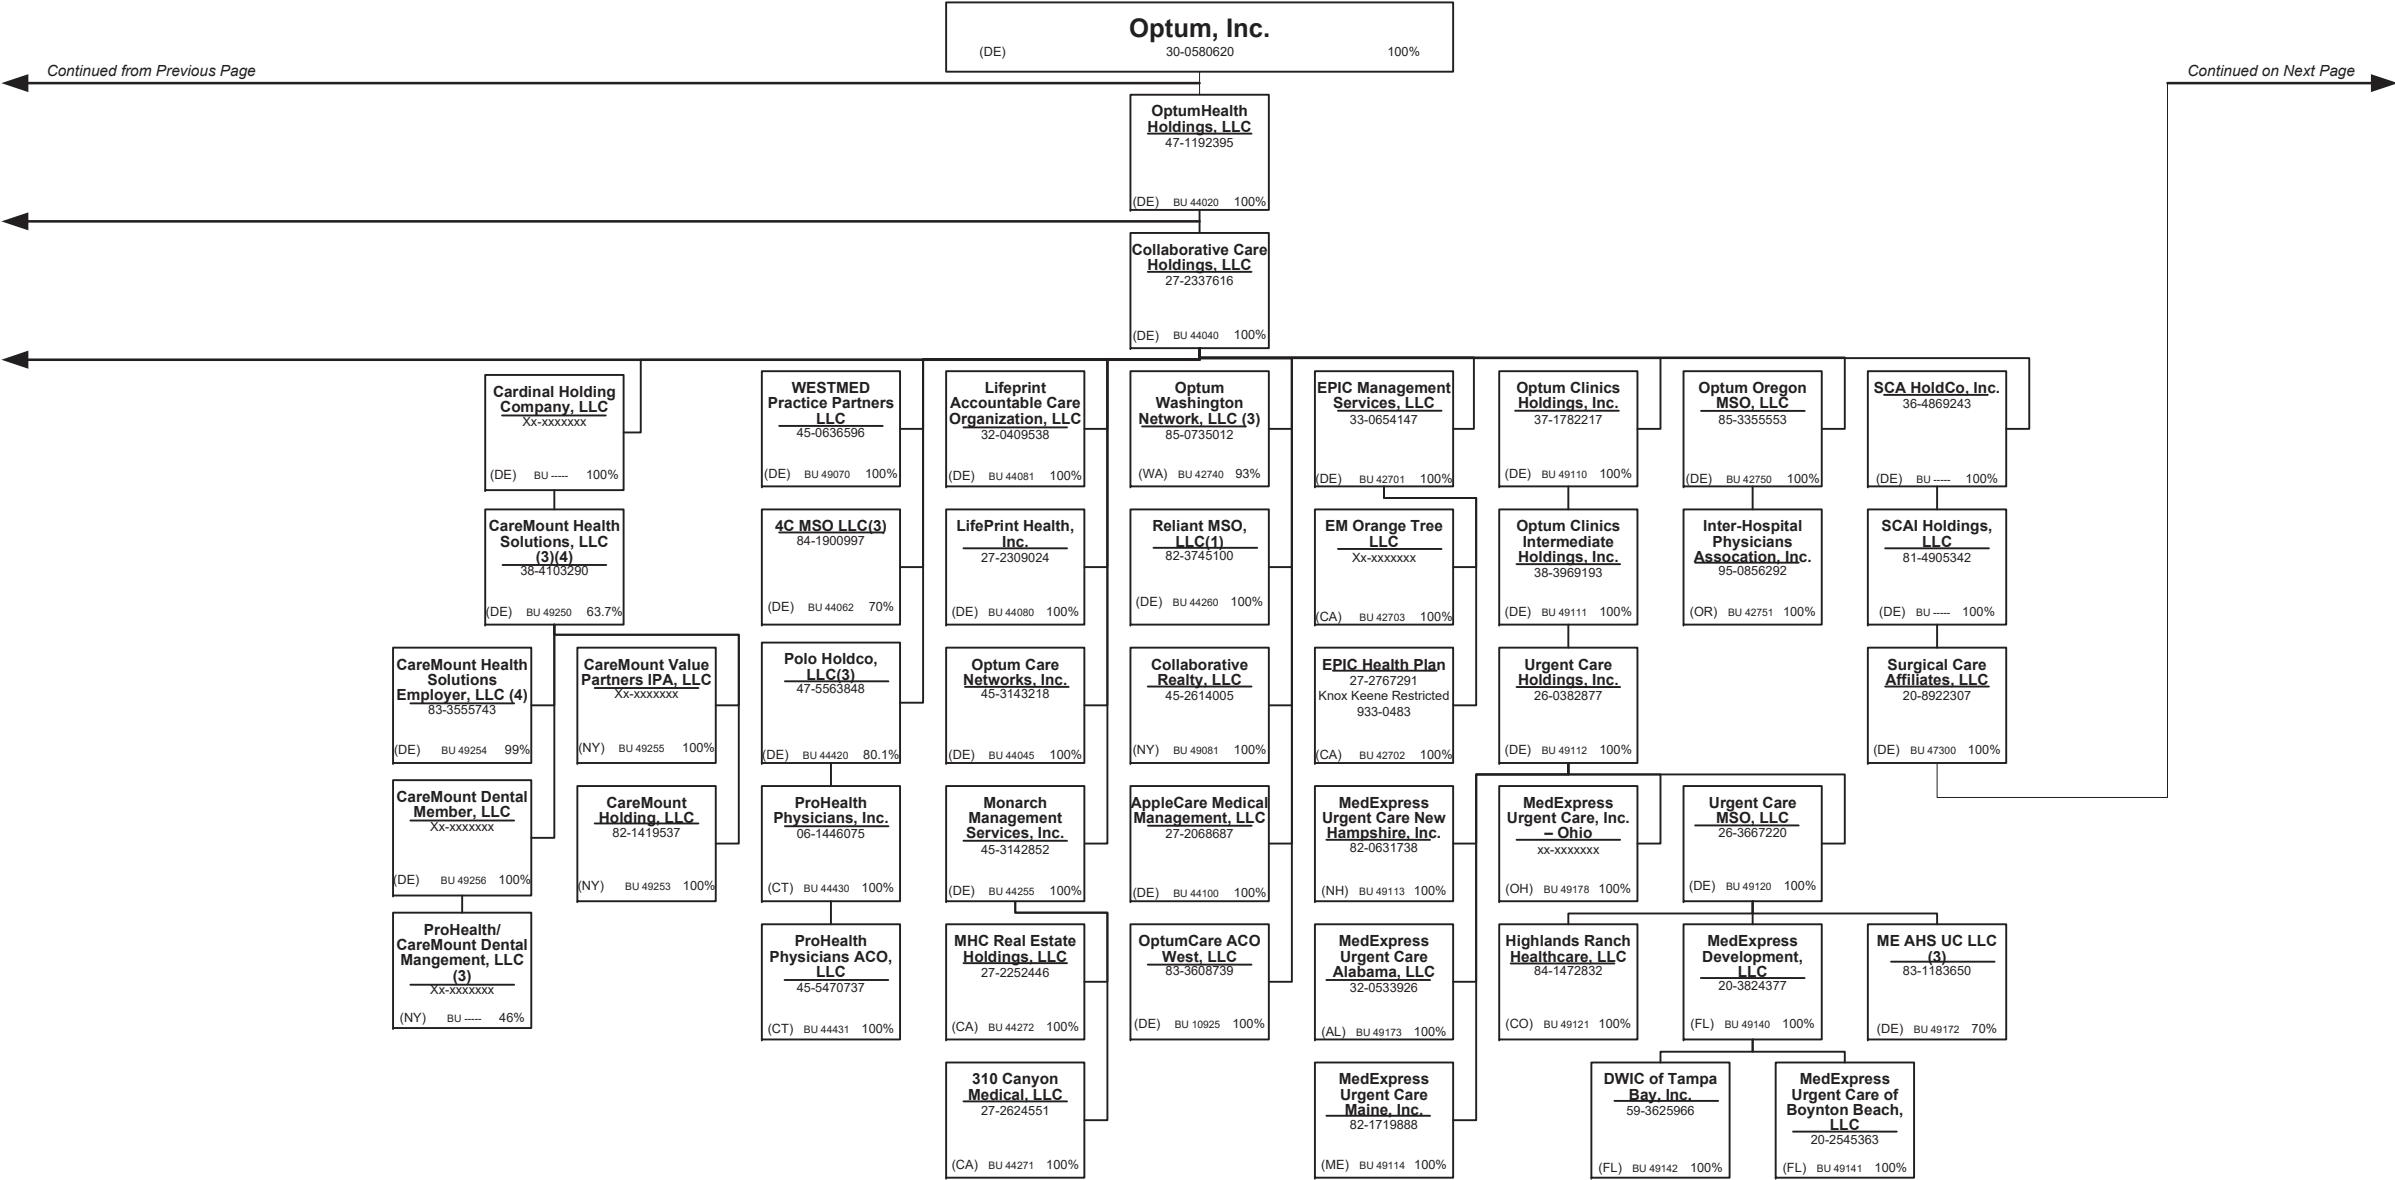 Optum, Inc.
(DE) 30-0580620 100%
Continued from Previous Page
Continued on Next Page
OptumHealth
Holdings, LLC
47-1192395
(DE) BU 44020 100%
Collaborative Care
Holdings, LLC
27-2337616
(DE) BU 44040 100%
Cardinal Holding
Company, LLC
Xx-xxxxxxx
(DE) BU ----- 100%
WESTMED
Practice Partners
LLC
45-0636596
(DE) BU 49070 100%
Lifeprint
Accountable Care
Organization, LLC
32-0409538
(DE) BU 44081 100%
Optum
Washington
Network, LLC (3)
85-0735012
(WA) BU 42740 93%
EPIC Management
Services, LLC
33-0654147
(DE) BU 42701 100%
Optum Clinics
Holdings, Inc.
37-1782217
(DE) BU 49110 100%
Optum Oregon
MSO, LLC
85-3355553
(DE) BU 42750 100%
SCA HoldCo, Inc.
36-4869243
(DE) BU ----- 100%
CareMount Health
Solutions, LLC
(3)(4)
38-4103290
(DE) BU 49250 63.7%
4C MSO LLC(3)
84-1900997
(DE) BU 44062 70%
LifePrint Health,
Inc.
27-2309024
(DE) BU 44080 100%
Reliant MSO,
LLC(1)
82-3745100
(DE) BU 44260 100%
EM Orange Tree
LLC
Xx-xxxxxxx
(CA) BU 42703 100%
Optum Clinics
Intermediate
Holdings, Inc.
38-3969193
(DE) BU 49111 100%
Inter-Hospital
Physicians
Assocation, Inc.
95-0856292
(OR) BU 42751 100%
SCAI Holdings,
LLC
81-4905342
(DE) BU ----- 100%
CareMount Health
Solutions
Employer, LLC (4)
83-3555743
(DE) BU 49254 99%
CareMount Value
Partners IPA, LLC
Xx-xxxxxxx
(NY) BU 49255 100%
Polo Holdco,
LLC(3)
47-5563848
(DE) BU 44420 80.1%
Optum Care
Networks, Inc.
45-3143218
(DE) BU 44045 100%
Collaborative
Realty, LLC
45-2614005
(NY) BU 49081 100%
EPIC Health Plan
27-2767291
Knox Keene Restricted
933-0483
(CA) BU 42702 100%
Urgent Care
Holdings, Inc.
26-0382877
(DE) BU 49112 100%
Surgical Care
Affiliates, LLC
20-8922307
(DE) BU 47300 100%
CareMount Dental
Member, LLC
Xx-xxxxxxx
(DE) BU 49256 100%
CareMount
Holding, LLC
82-1419537
(NY) BU 49253 100%
ProHealth
Physicians, Inc.
06-1446075
(CT) BU 44430 100%
Monarch
Management
Services, Inc.
45-3142852
(DE) BU 44255 100%
AppleCare Medical
Management, LLC
27-2068687
(DE) BU 44100 100%
MedExpress
Urgent Care New
Hampshire, Inc.
82-0631738
(NH) BU 49113 100%
MedExpress
Urgent Care, Inc.
– Ohio
xx-xxxxxxx
(OH) BU 49178 100%
Urgent Care
MSO, LLC
26-3667220
(DE) BU 49120 100%
ProHealth/
CareMount Dental
Mangement, LLC
(3)
Xx-xxxxxxx
(NY) BU ----- 46%
ProHealth
Physicians ACO,
LLC
45-5470737
(CT) BU 44431 100%
MHC Real Estate
Holdings, LLC
27-2252446
(CA) BU 44272 100%
OptumCare ACO
West, LLC
83-3608739
(DE) BU 10925 100%
MedExpress
Urgent Care
Alabama, LLC
32-0533926
(AL) BU 49173 100%
Highlands Ranch
Healthcare, LLC
84-1472832
(CO) BU 49121 100%
MedExpress
Development,
LLC
20-3824377
(FL) BU 49140 100%
ME AHS UC LLC
(3)
83-1183650
(DE) BU 49172 70%
310 Canyon
Medical, LLC
27-2624551
(CA) BU 44271 100%
MedExpress
Urgent Care
Maine, Inc.
82-1719888
(ME) BU 49114 100%
DWIC of Tampa
Bay, Inc.
59-3625966
(FL) BU 49142 100%
MedExpress
Urgent Care of
Boynton Beach,
LLC
20-2545363
(FL) BU 49141 100%